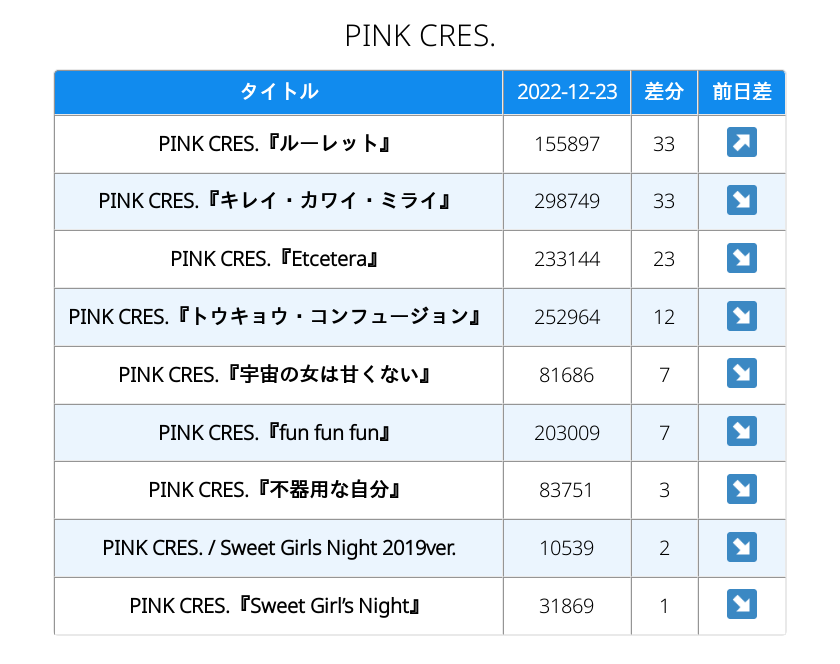 PINK CRES.
タイトル 2022-12-23 差分 前日差
PINK CRES.『ルーレット』 155897 33 ↗
PINK CRES.『キレイ・カワイ・ミライ』 298749 33 ↘
PINK CRES.『Etcetera』 233144 23 ↘
PINK CRES.『トウキョウ・コンフュージョン』 252964 12 ↘
PINK CRES.『宇宙の女は甘くない』 81686 7 ↘
PINK CRES.『fun fun fun』 203009 7 ↘
PINK CRES.『不器用な自分』 83751 3 ↘
PINK CRES. / Sweet Girls Night 2019ver. 10539 2 ↘
PINK CRES.『Sweet Girl’s Night』 31869 1 ↘